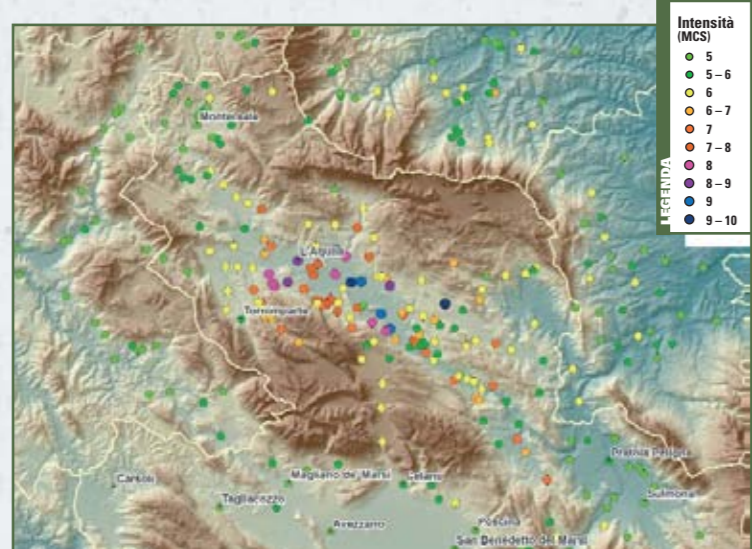 Intensità
(MCS)
5
5 – 6
6
6 – 7
7
7 – 8
8
8 – 9
9
9 – 10
LEGENDA
Montereale
L'Aquila
Tornimparte
Carsoli
Magliano de' Marsi
Celano
Tagliacozzo
Avezzano
Pratola Peligna
Sulmona
Pescina
San Benedetto dei Marsi